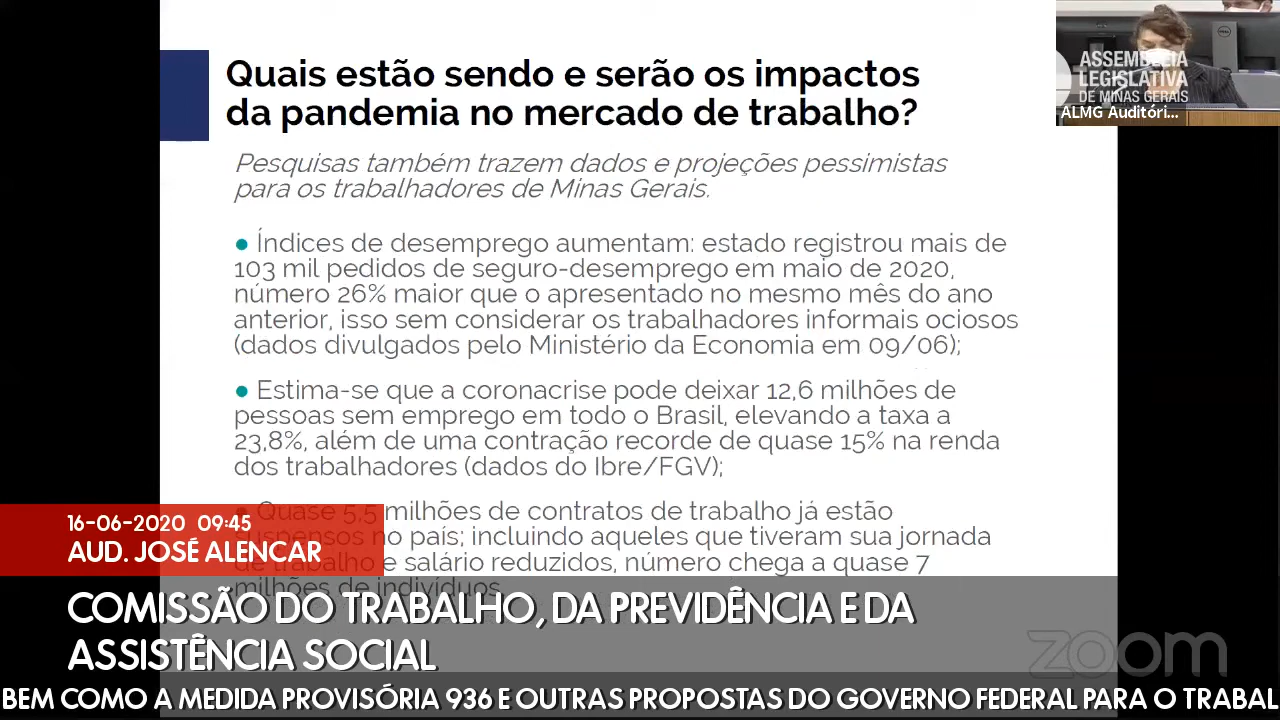 Quais estão sendo e serão os impactos
da pandemia no mercado de trabalho?
Pesquisas também trazem dados e projeções pessimistas
para os trabalhadores de Minas Gerais.
● Índices de desemprego aumentam: estado registrou mais de
103 mil pedidos de seguro-desemprego em maio de 2020,
número 26% maior que o apresentado no mesmo mês do ano
anterior, isso sem considerar os trabalhadores informais ociosos
(dados divulgados pelo Ministério da Economia em 09/06);
● Estima-se que a coronacrise pode deixar 12,6 milhões de
pessoas sem emprego em todo o Brasil, elevando a taxa a
23,8%, além de uma contração recorde de quase 15% na renda
dos trabalhadores (dados do Ibre/FGV);
● Quase 5,5 milhões de contratos de trabalho já estão
suspensos no país; incluindo aqueles que tiveram sua jornada
de trabalho e salário reduzidos, número chega a quase 7
milhões de indivíduos.
ASSEMBLEIA
LEGISLATIVA
DE MINAS GERAIS
ALMG Auditóri...
DELL
16-06-2020 09:45
AUD. JOSÉ ALENCAR
COMISSÃO DO TRABALHO, DA PREVIDÊNCIA E DA
ASSISTÊNCIA SOCIAL
zoom
BEM COMO A MEDIDA PROVISÓRIA 936 E OUTRAS PROPOSTAS DO GOVERNO FEDERAL PARA O TRABAL